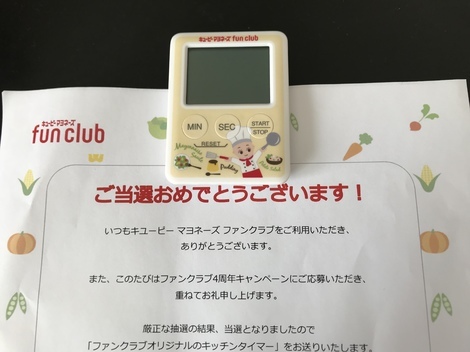 キユーピー マヨネーズ fun club
MIN
SEC
START
STOP
RESET
キユーピー マヨネーズ
fun club
ご当選おめでとうございます！
いつもキユーピー マヨネーズ ファンクラブをご利用いただき、
ありがとうございます。
また、このたびはファンクラブ4周年キャンペーンにご応募いただき、
重ねてお礼申し上げます。
厳正な抽選の結果、当選となりましたので
「ファンクラブオリジナルのキッチンタイマー」をお送りいたします。